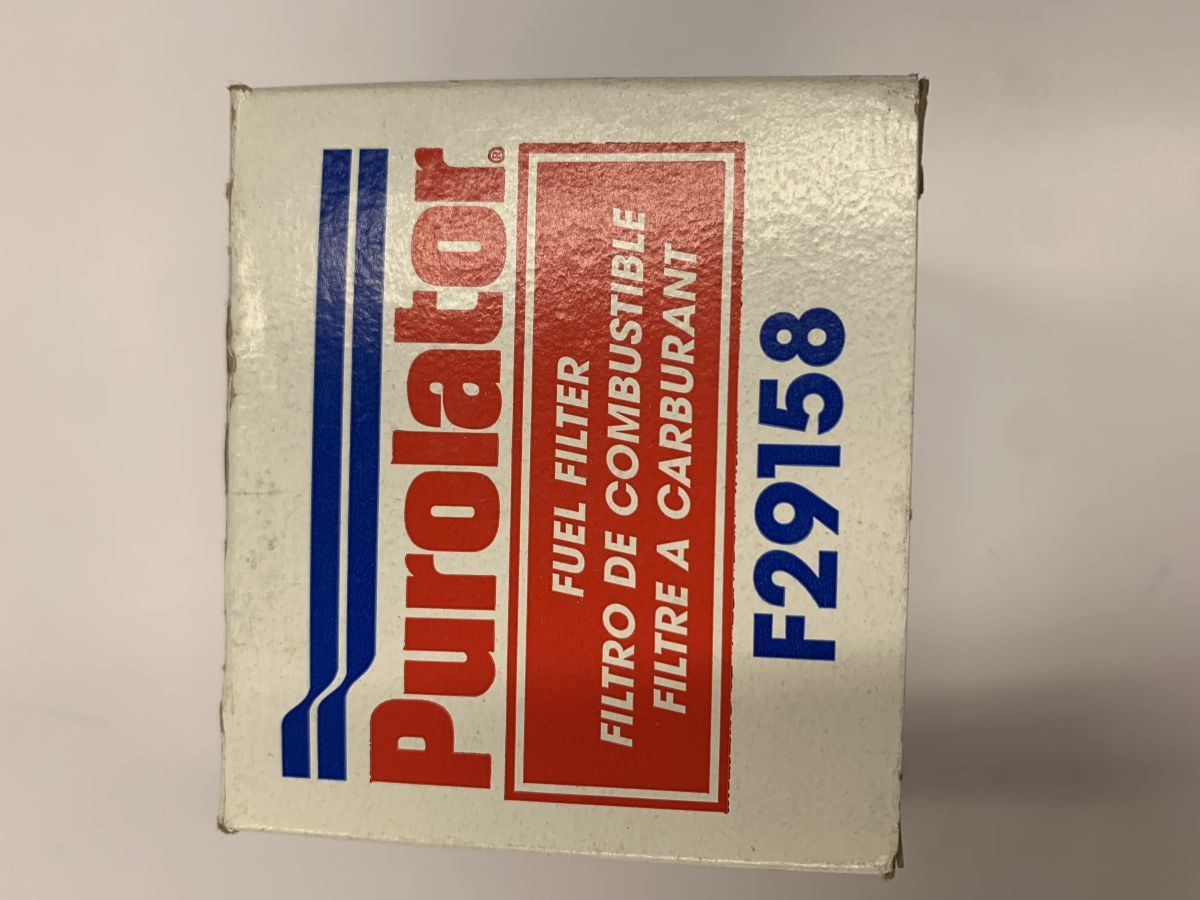 Purolator®
FUEL FILTER
FILTRO DE COMBUSTIBLE
FILTRE A CARBURANT
F29158